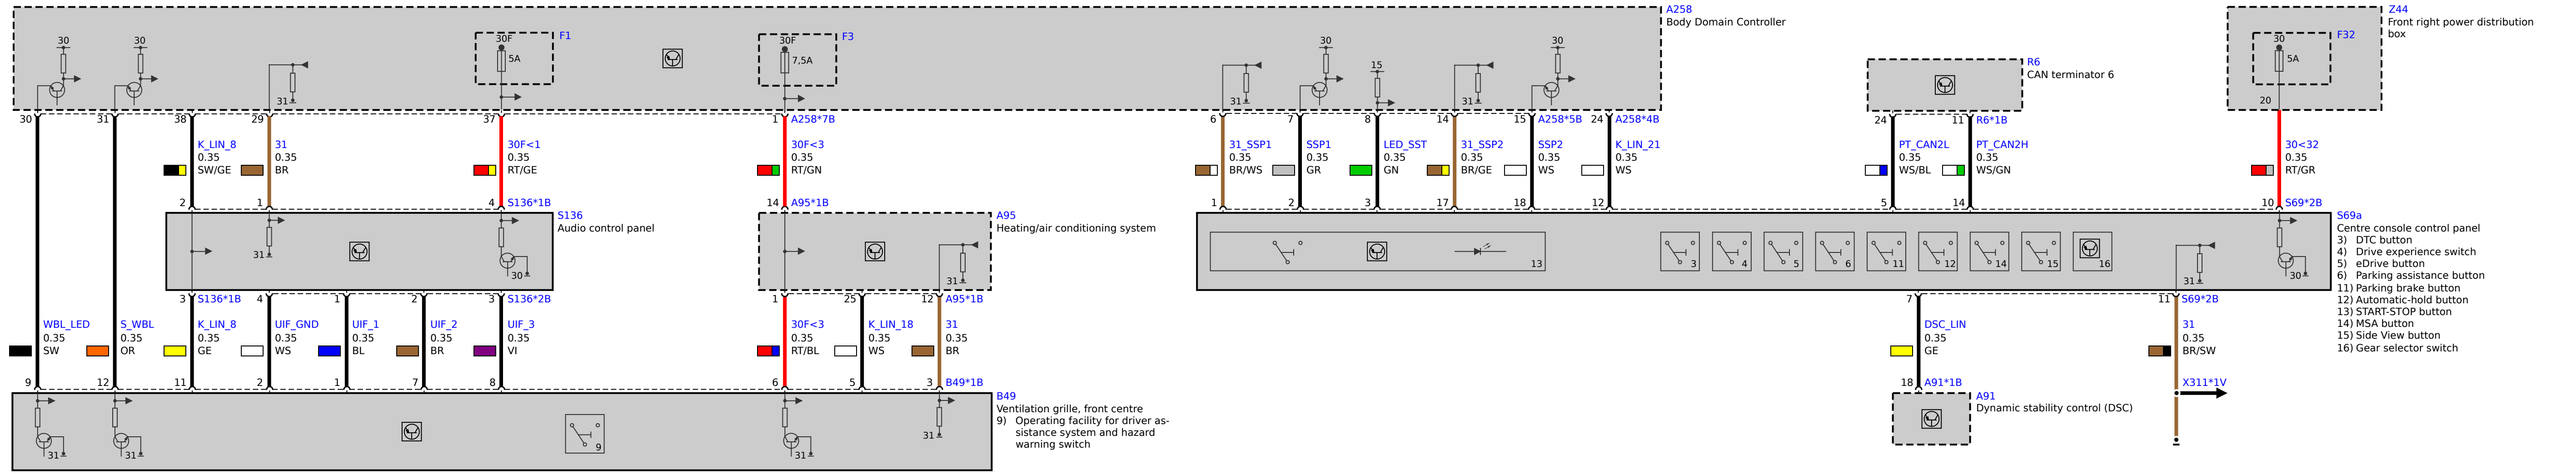 A258
Body Domain Controller
Z44
Front right power distribution
box
30
30
30F
F1
5A
30F
F3
7,5A
31
30
15
30
31
31
R6
CAN terminator 6
30
F32
5A
20
30
31
38
29
37
1
A258*7B
6
7
8
14
15
A258*5B
24
A258*4B
24
11
R6*1B
K_LIN_8
0.35
SW/GE
31
0.35
BR
30F<1
0.35
RT/GE
30F<3
0.35
RT/GN
31_SSP1
0.35
BR/WS
SSP1
0.35
GR
LED_SST
0.35
GN
31_SSP2
0.35
BR/GE
SSP2
0.35
WS
K_LIN_21
0.35
WS
PT_CAN2L
0.35
WS/BL
PT_CAN2H
0.35
WS/GN
30<32
0.35
RT/GR
2
1
4
S136*1B
14
A95*1B
1
2
3
17
18
12
5
14
10
S69*2B
S136
Audio control panel
31
30
A95
Heating/air conditioning system
31
13
3
4
5
6
11
12
14
15
16
31
30
S69a
Centre console control panel
3) DTC button
4) Drive experience switch
5) eDrive button
6) Parking assistance button
11) Parking brake button
12) Automatic-hold button
13) START-STOP button
14) MSA button
15) Side View button
16) Gear selector switch
3
S136*1B
4
1
2
3
S136*2B
1
25
12
A95*1B
7
11
S69*2B
WBL_LED
0.35
SW
S_WBL
0.35
OR
K_LIN_8
0.35
GE
UIF_GND
0.35
WS
UIF_1
0.35
BL
UIF_2
0.35
BR
UIF_3
0.35
VI
30F<3
0.35
RT/BL
K_LIN_18
0.35
WS
31
0.35
BR
DSC_LIN
0.35
GE
31
0.35
BR/SW
9
12
11
2
1
7
8
6
5
3
B49*1B
18
A91*1B
X311*1V
B49
Ventilation grille, front centre
9) Operating facility for driver as-
sistance system and hazard
warning switch
31
31
9
31
31
A91
Dynamic stability control (DSC)